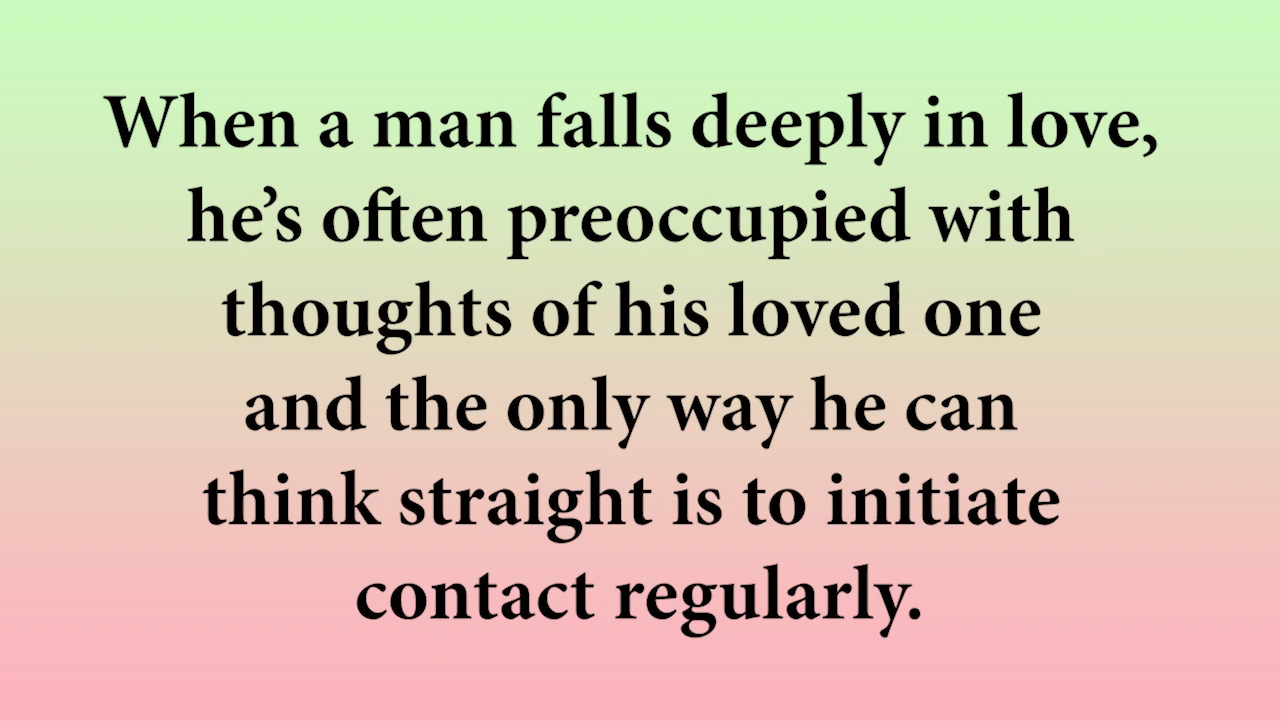 When a man falls deeply in love,
he’s often preoccupied with
thoughts of his loved one
and the only way he can
think straight is to initiate
contact regularly.